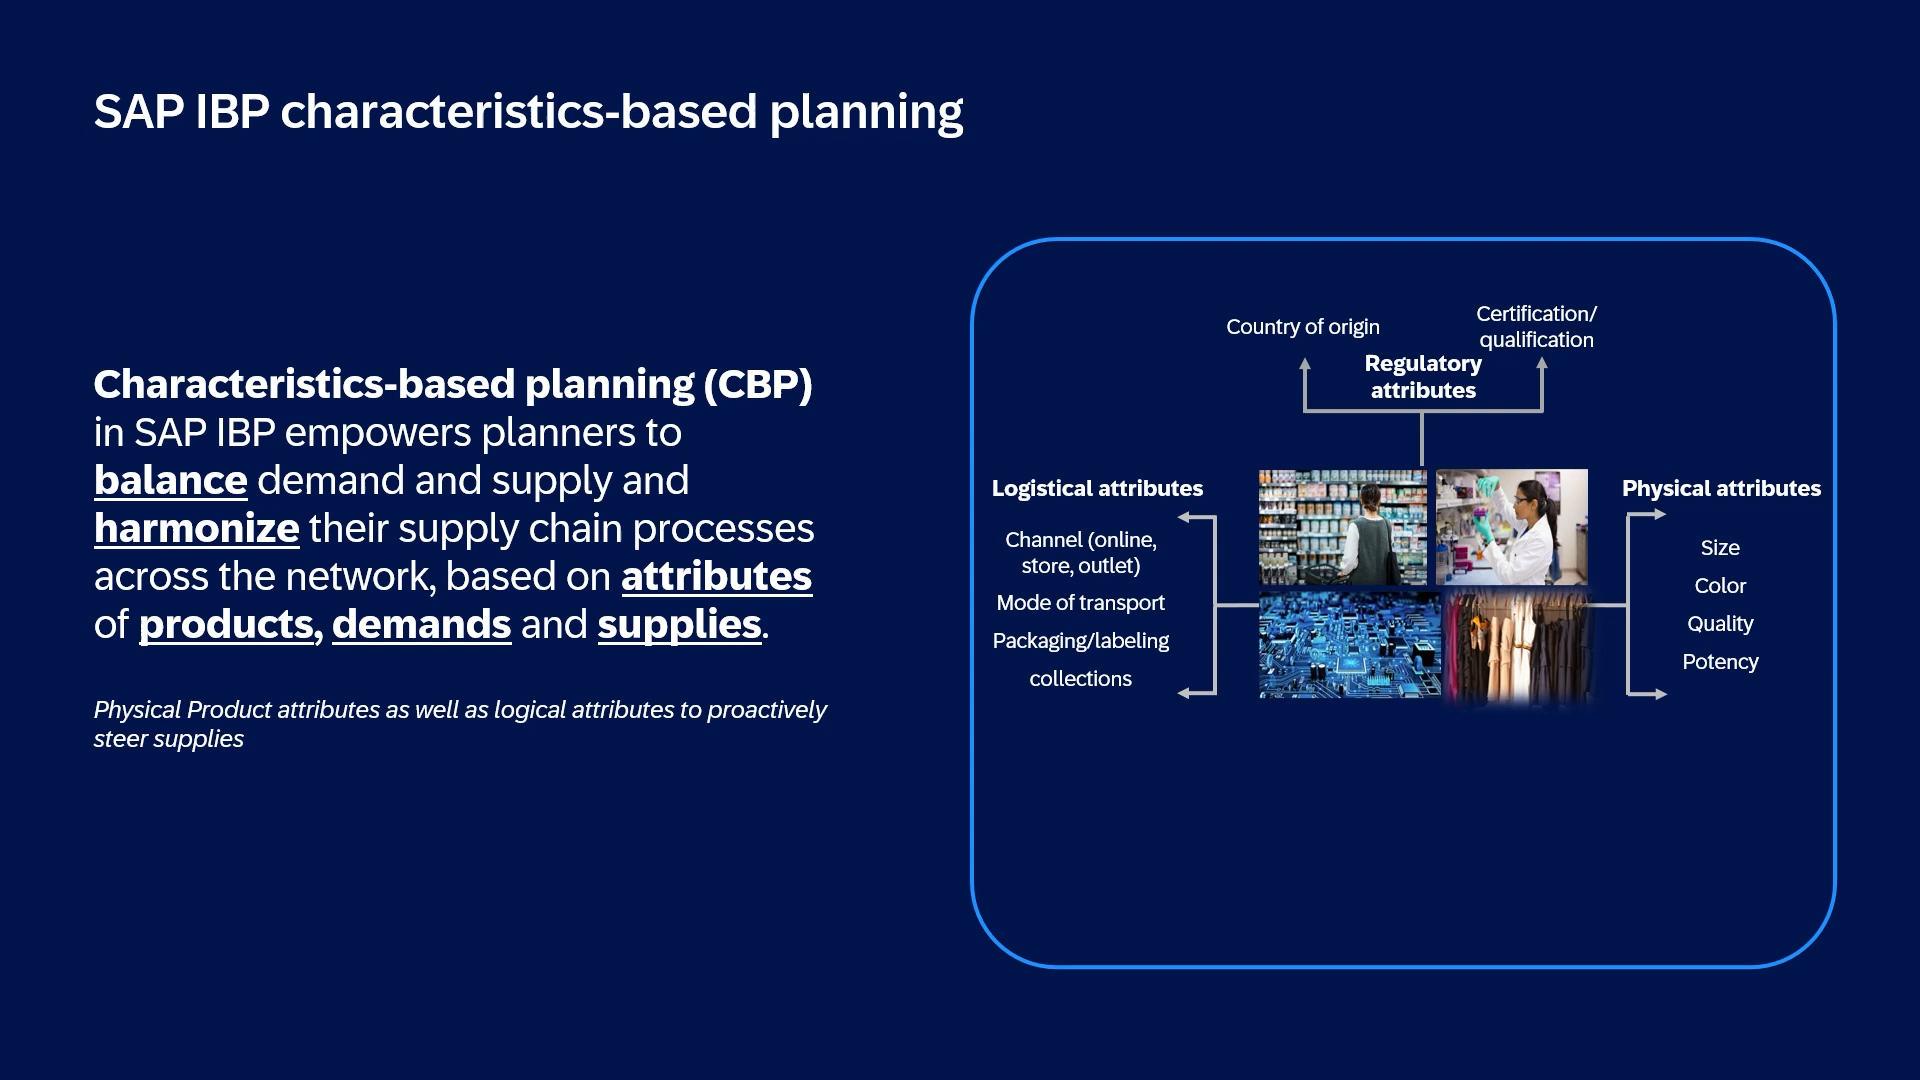 SAP IBP characteristics-based planning
Characteristics-based planning (CBP)
in SAP IBP empowers planners to
balance demand and supply and
harmonize their supply chain processes
across the network, based on attributes
of products, demands and supplies.
Physical Product attributes as well as logical attributes to proactively
steer supplies
Country of origin
Certification/
qualification
Regulatory
attributes
Logistical attributes
Channel (online,
store, outlet)
Mode of transport
Packaging/labeling
collections
Physical attributes
Size
Color
Quality
Potency